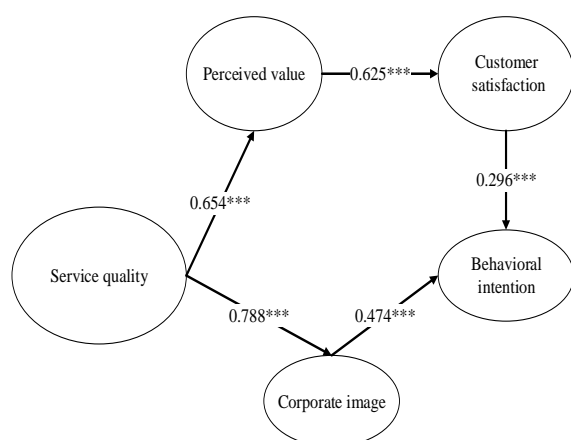 Perceived value
0.625***
Customer
satisfaction
0.654***
0.296***
Service quality
Behavioral
intention
0.788***
0.474***
Corporate image